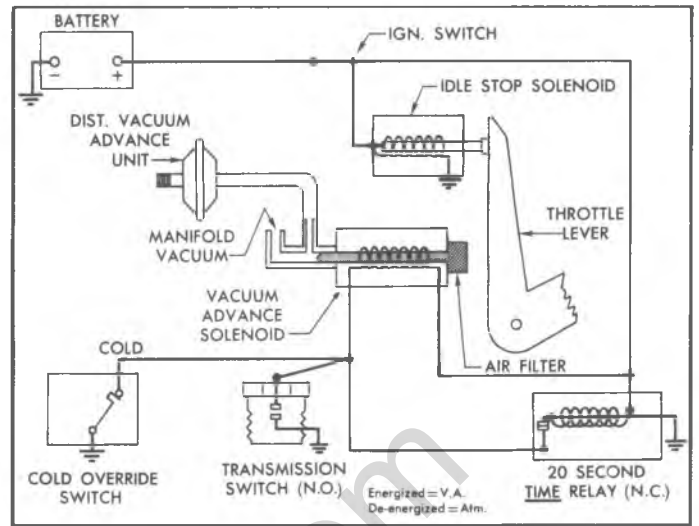 BATTERY
IGN. SWITCH
− +
IDLE STOP SOLENOID
DIST. VACUUM
ADVANCE
UNIT
MANIFOLD
VACUUM
THROTTLE
LEVER
VACUUM
ADVANCE
SOLENOID
AIR FILTER
COLD
COLD OVERRIDE
SWITCH
TRANSMISSION
SWITCH (N.O.)
Energized = V.A.
De-energized = Atm.
20 SECOND
TIME RELAY (N.C.)